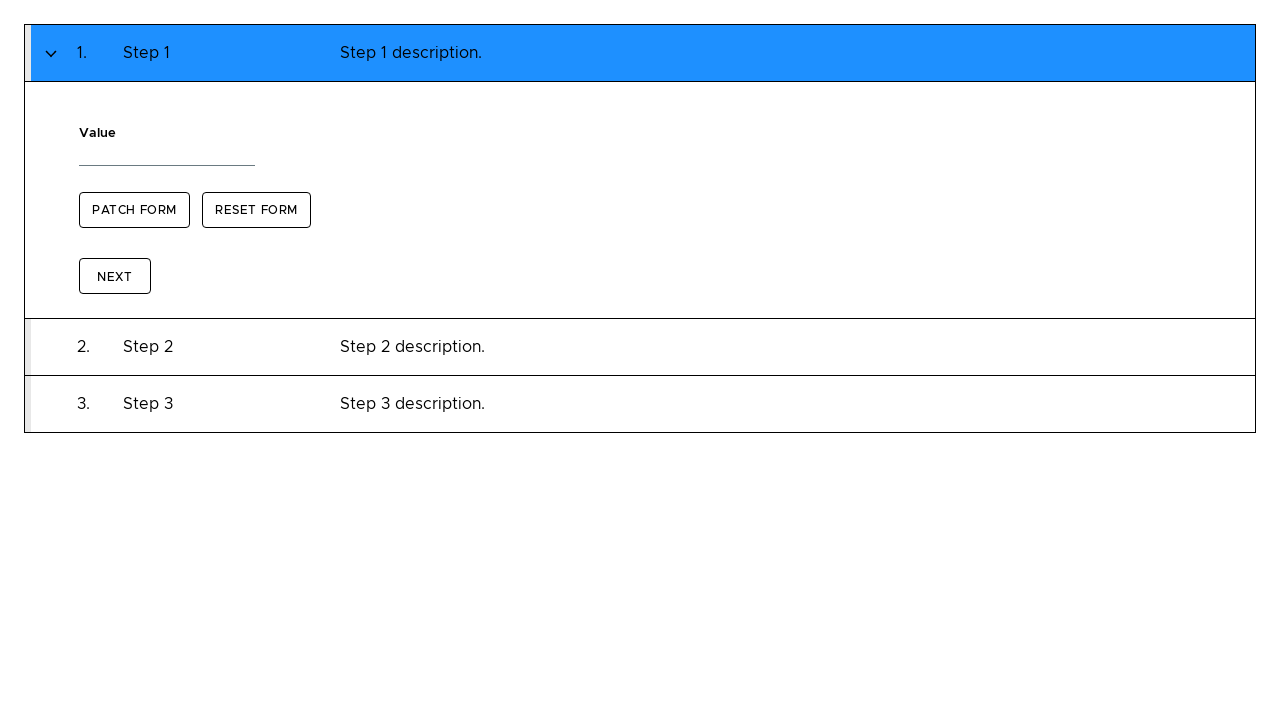 1. Step 1 Step 1 description.
Value
PATCH FORM RESET FORM
NEXT
2. Step 2 Step 2 description.
3. Step 3 Step 3 description.